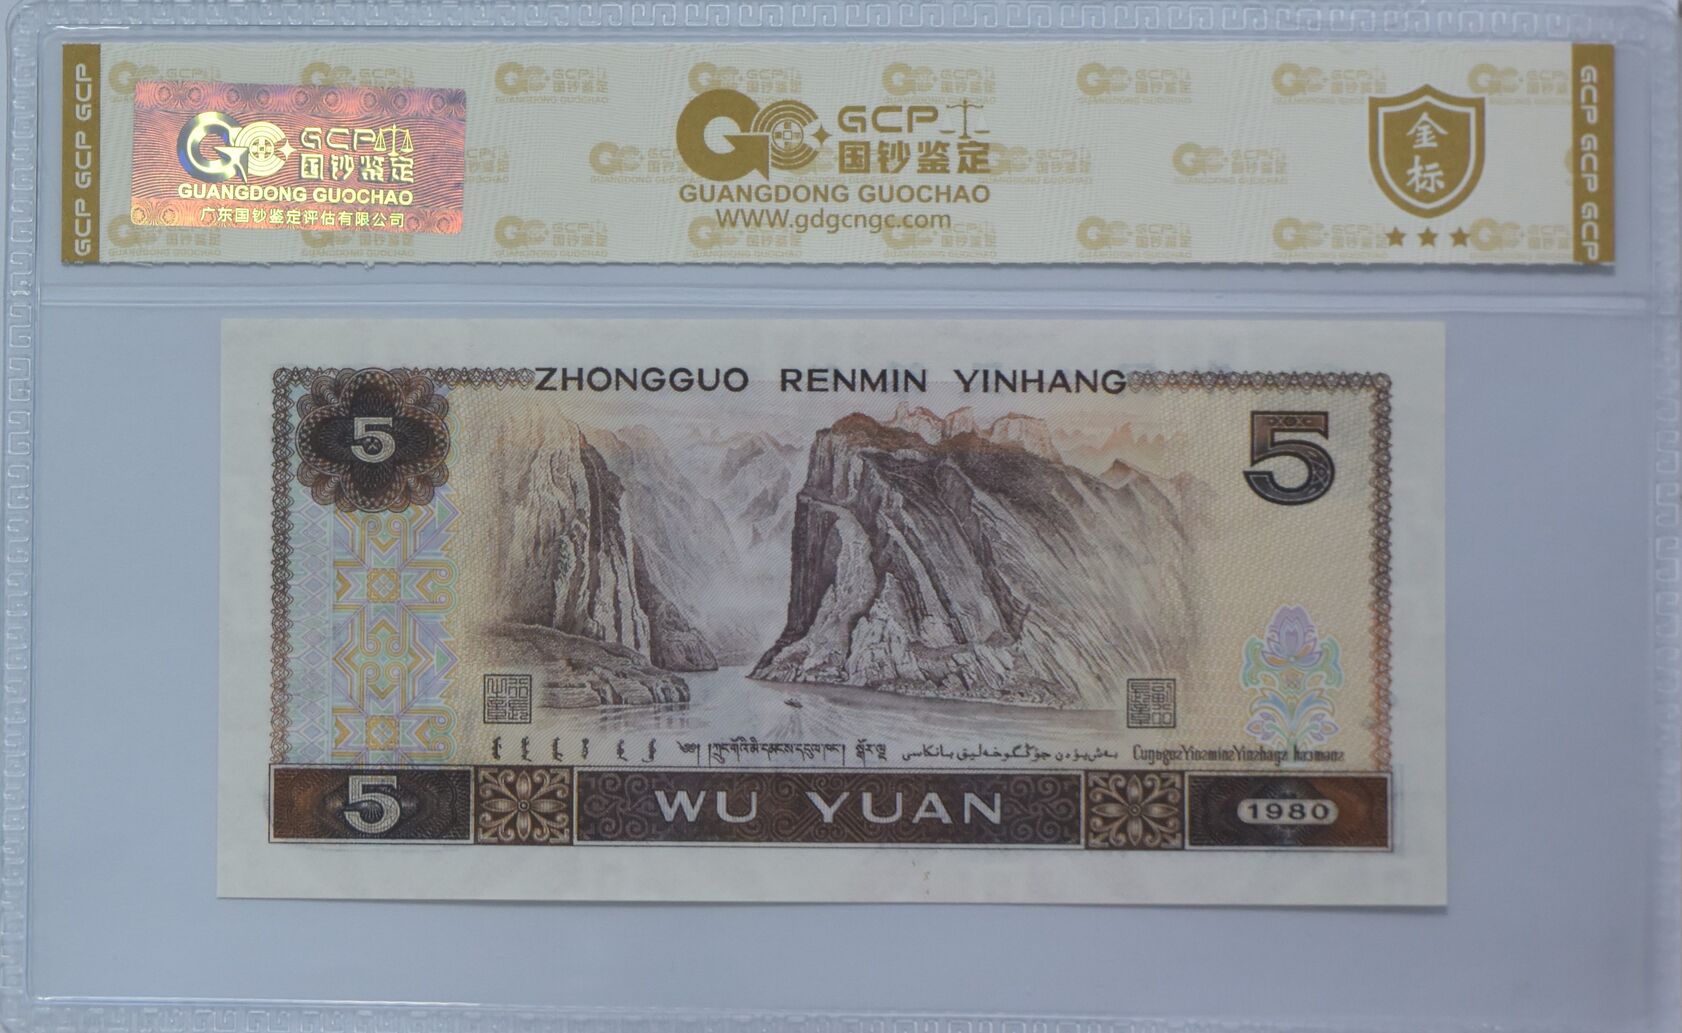 GCP GCP GCP
GCP
国钞鉴定
GUANGDONG GUOCHAO
广东国钞鉴定评估有限公司
GCP
国钞鉴定
GUANGDONG GUOCHAO
WWW.gdgcngc.com
金标
GCP GCP GCP
ZHONGGUO RENMIN YINHANG
5
5
5
WU YUAN
1980